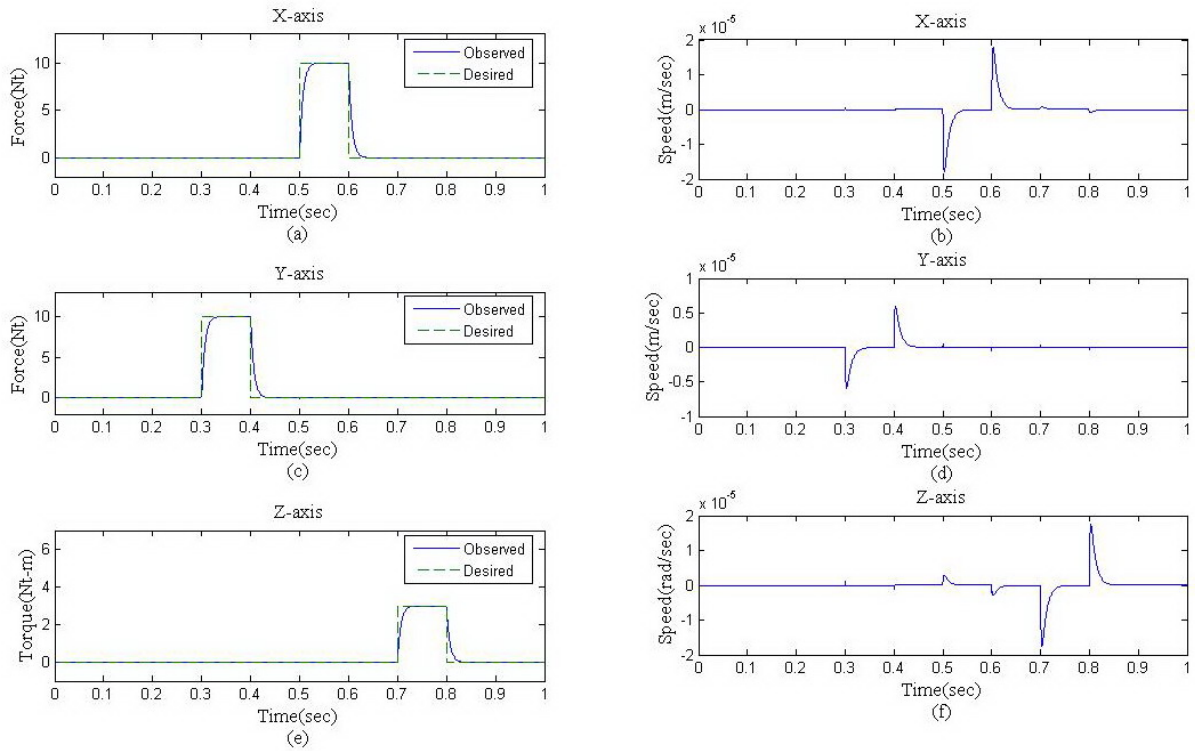 X-axis
Force(Nt)
10
5
0
Observed
Desired
0 0.1 0.2 0.3 0.4 0.5 0.6 0.7 0.8 0.9 1
Time(sec)
(a)
X-axis
x 10⁻⁵
Speed(m/sec)
2
1
0
-1
-2
0 0.1 0.2 0.3 0.4 0.5 0.6 0.7 0.8 0.9 1
Time(sec)
(b)
Y-axis
Force(Nt)
10
5
0
Observed
Desired
0 0.1 0.2 0.3 0.4 0.5 0.6 0.7 0.8 0.9 1
Time(sec)
(c)
Y-axis
x 10⁻⁵
Speed(m/sec)
1
0.5
0
-0.5
-1
0 0.1 0.2 0.3 0.4 0.5 0.6 0.7 0.8 0.9 1
Time(sec)
(d)
Z-axis
Torque(Nt-m)
6
4
2
0
Observed
Desired
0 0.1 0.2 0.3 0.4 0.5 0.6 0.7 0.8 0.9 1
Time(sec)
(e)
Z-axis
x 10⁻⁵
Speed(rad/sec)
2
1
0
-1
-2
0 0.1 0.2 0.3 0.4 0.5 0.6 0.7 0.8 0.9 1
Time(sec)
(f)